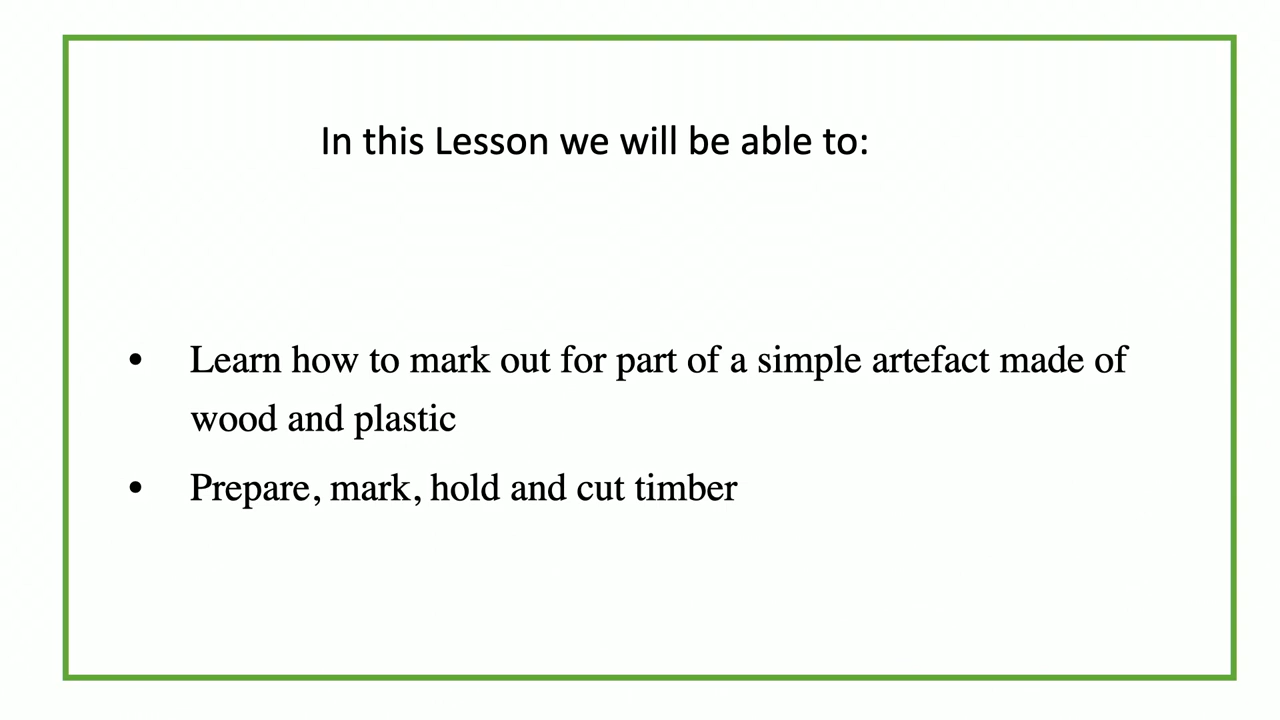 In this Lesson we will be able to:
• Learn how to mark out for part of a simple artefact made of
wood and plastic
• Prepare, mark, hold and cut timber